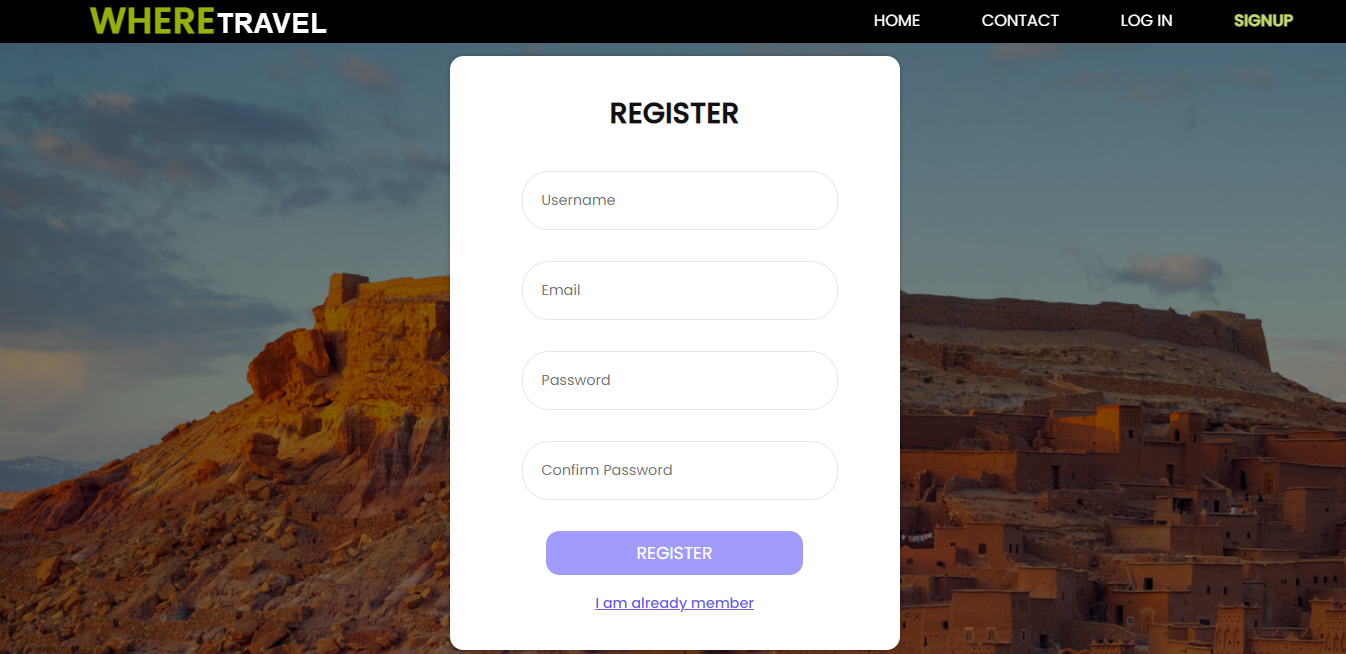 WHERETRAVEL HOME CONTACT LOG IN SIGNUP
REGISTER
Username
Email
Password
Confirm Password
REGISTER
I am already member